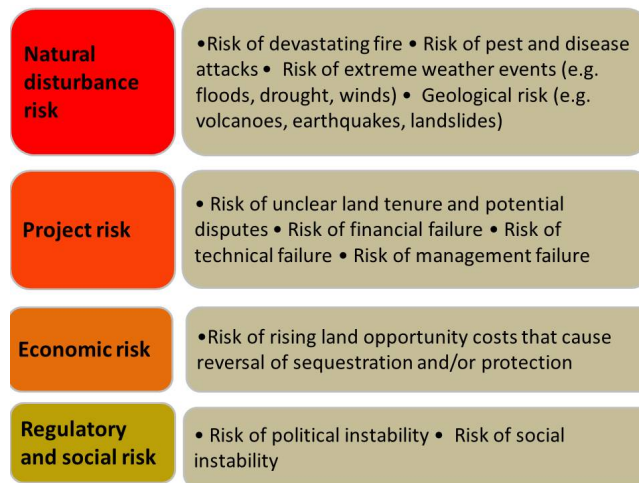 Natural
disturbance
risk
•Risk of devastating fire • Risk of pest and disease
attacks • Risk of extreme weather events (e.g.
floods, drought, winds) • Geological risk (e.g.
volcanoes, earthquakes, landslides)
Project risk
• Risk of unclear land tenure and potential
disputes • Risk of financial failure • Risk of
technical failure • Risk of management failure
Economic risk
•Risk of rising land opportunity costs that cause
reversal of sequestration and/or protection
Regulatory
and social risk
• Risk of political instability • Risk of social
instability